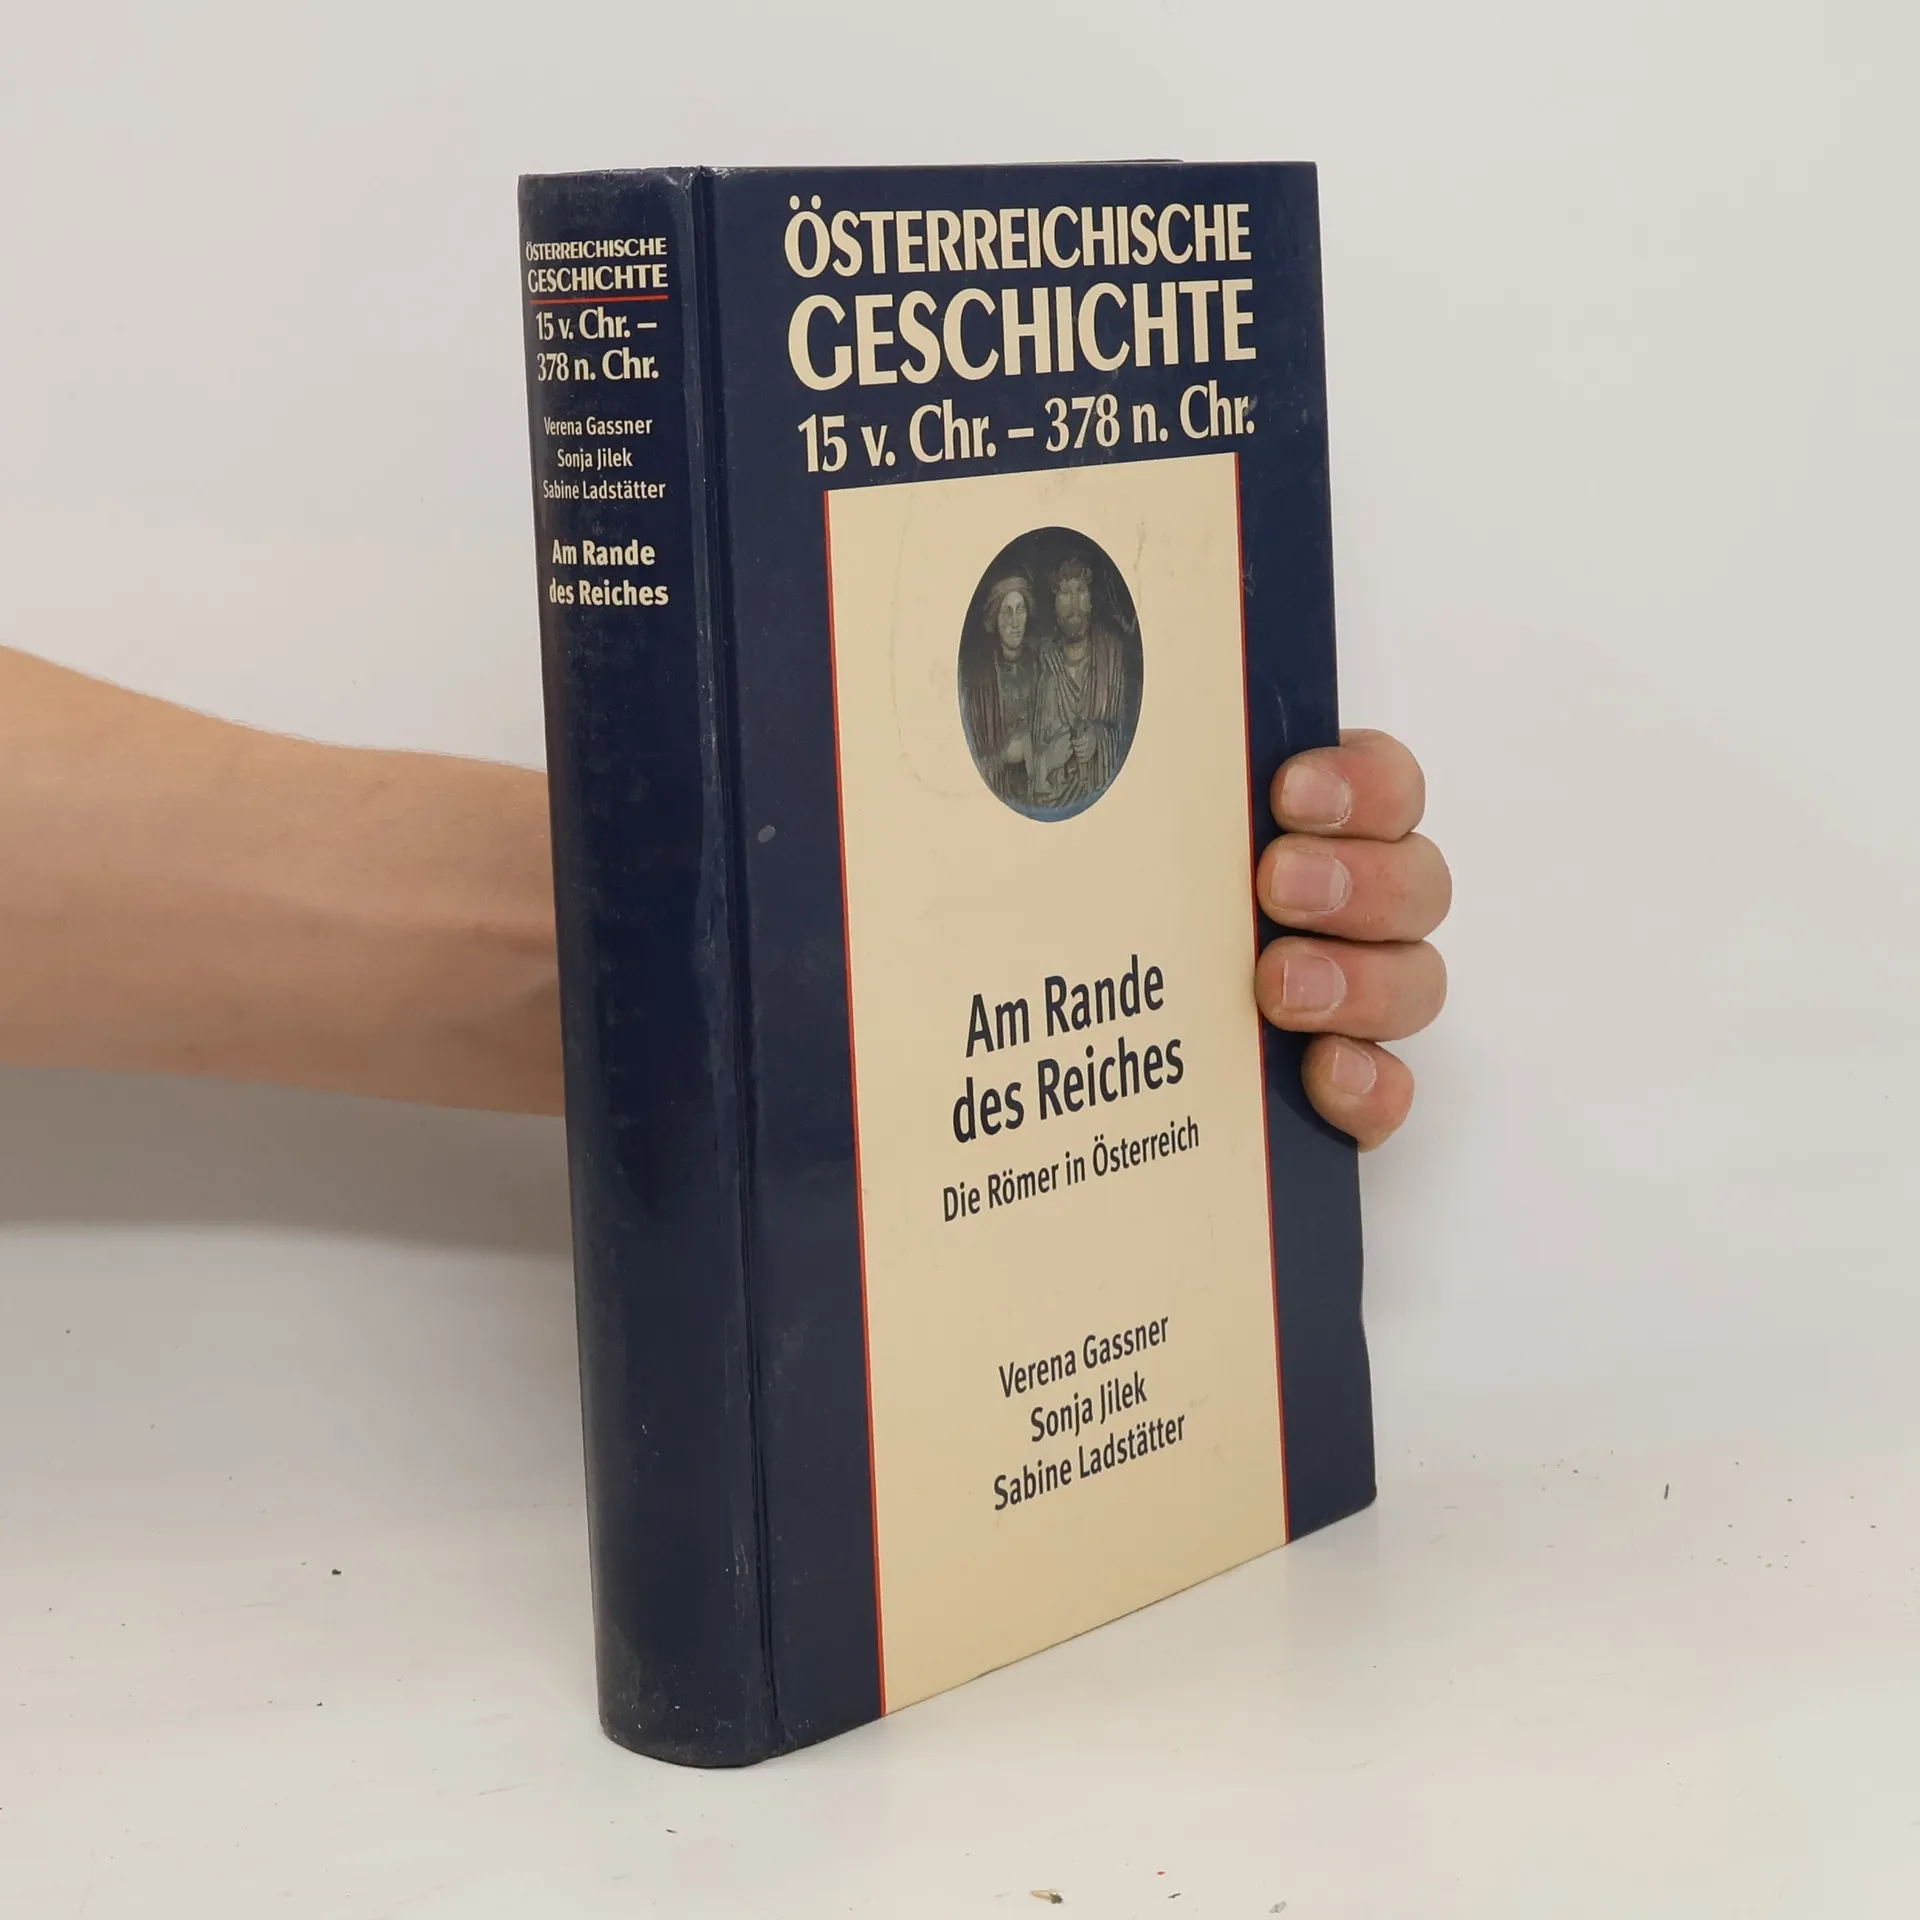 ÖSTERREICHISCHE
GESCHICHTE
15 v. Chr. –
378 n. Chr.
Verena Gassner
Sonja Jilek
Sabine Ladstätter
Am Rande
des Reiches
ÖSTERREICHISCHE
GESCHICHTE
15 v. Chr. – 378 n. Chr.
Am Rande
des Reiches
Die Römer in Österreich
Verena Gassner
Sonja Jilek
Sabine Ladstätter